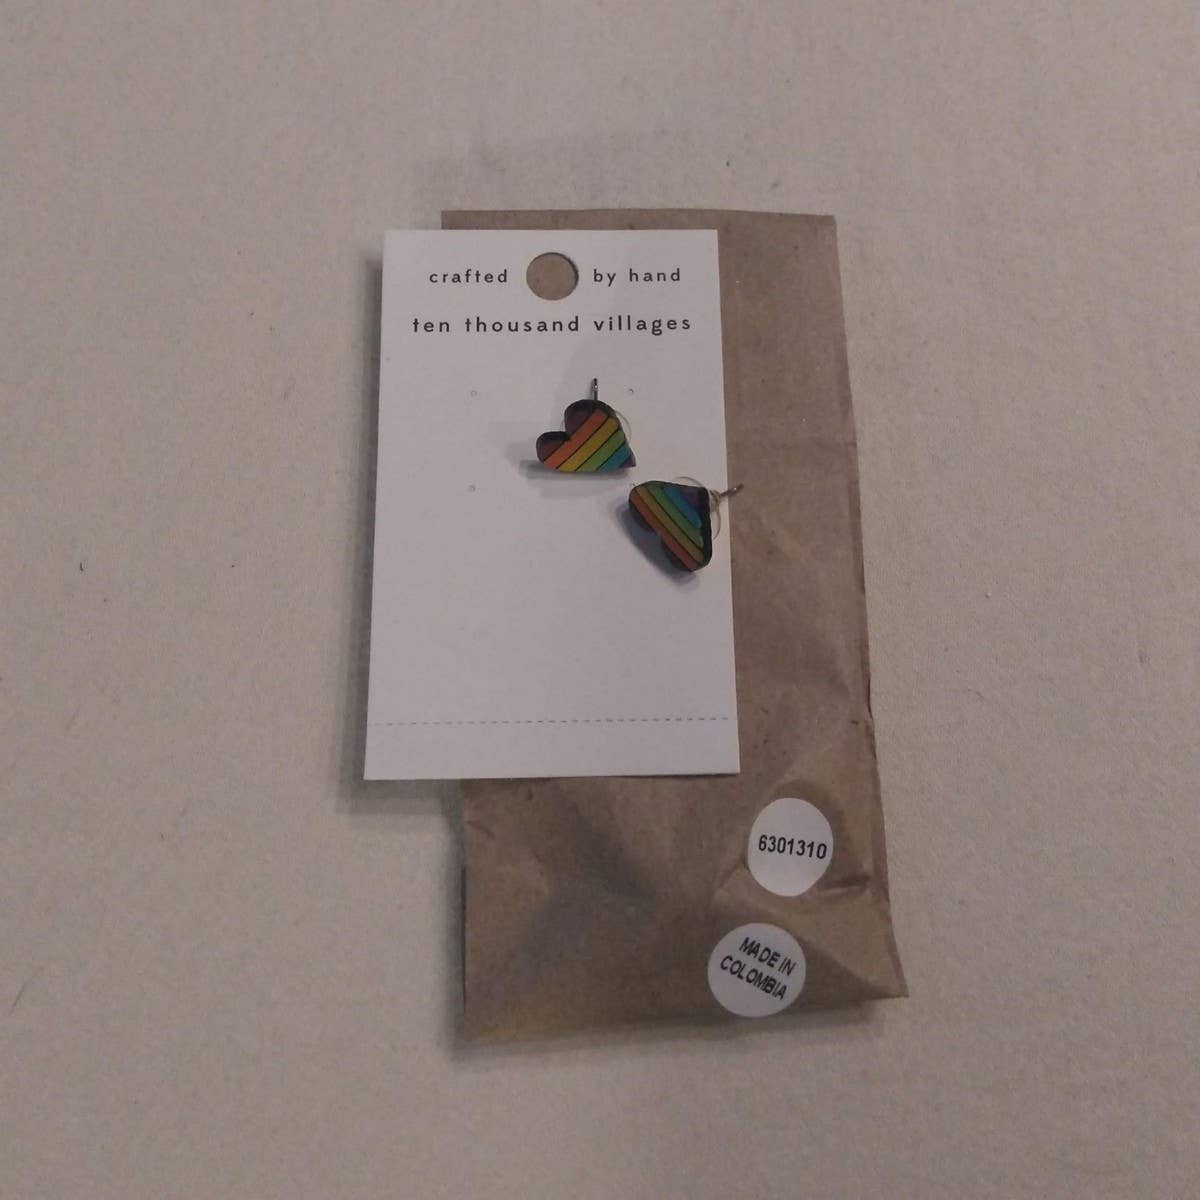 crafted by hand
ten thousand villages
6301310
MADE IN
COLOMBIA